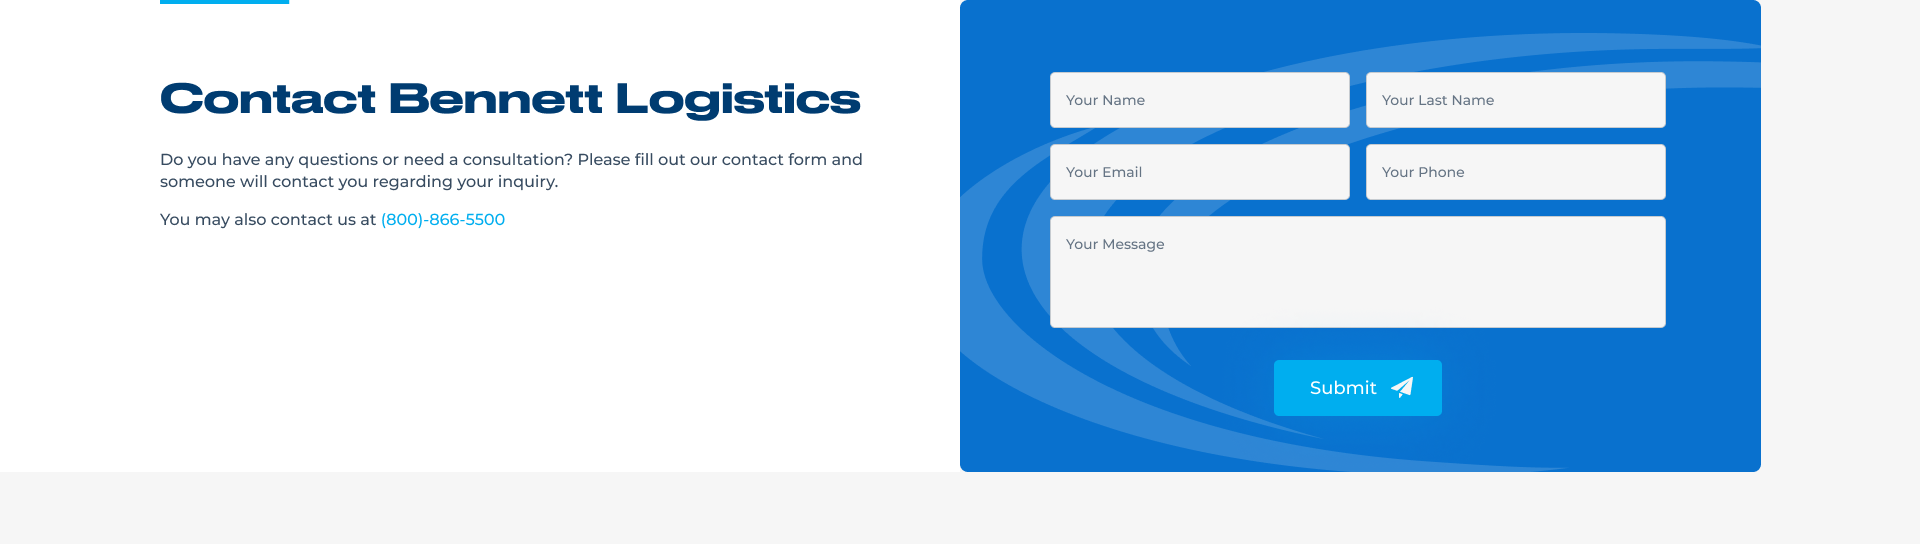 Contact Bennett Logistics
Do you have any questions or need a consultation? Please fill out our contact form and
someone will contact you regarding your inquiry.
You may also contact us at (800)-866-5500
Your Name
Your Last Name
Your Email
Your Phone
Your Message
Submit